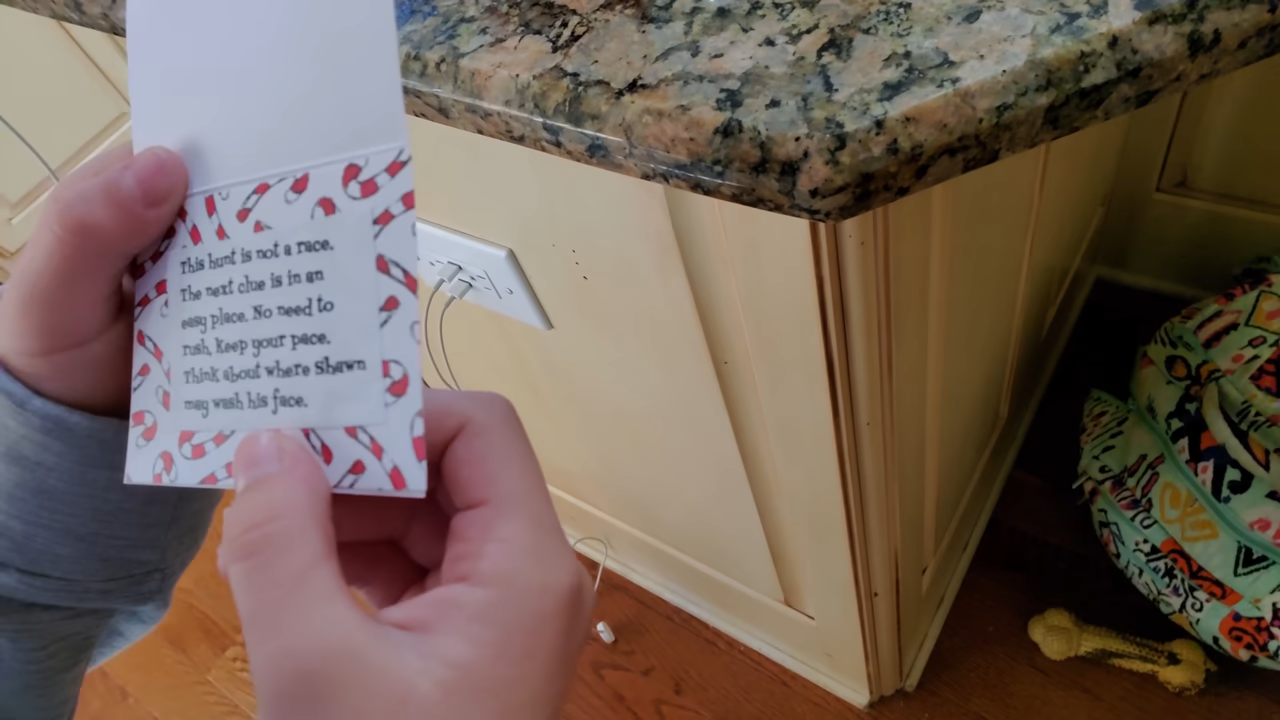 This hunt is not a race.
The next clue is in an
easy place. No need to
rush, keep your pace.
Think about where Shawn
may wash his face.